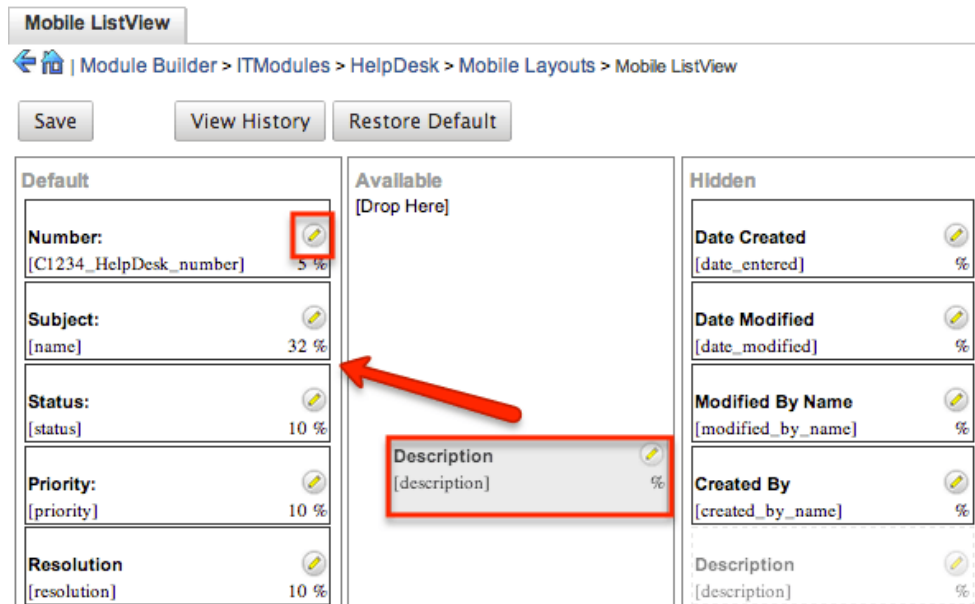 Mobile ListView
| Module Builder > ITModules > HelpDesk > Mobile Layouts > Mobile ListView
Save View History Restore Default
Default
Number:
[C1234_HelpDesk_number] 5 %
Subject:
[name] 32 %
Status:
[status] 10 %
Priority:
[priority] 10 %
Resolution
[resolution] 10 %
Available
[Drop Here]
Description
[description] %
Hidden
Date Created
[date_entered] %
Date Modified
[date_modified] %
Modified By Name
[modified_by_name] %
Created By
[created_by_name] %
Description
[description] %